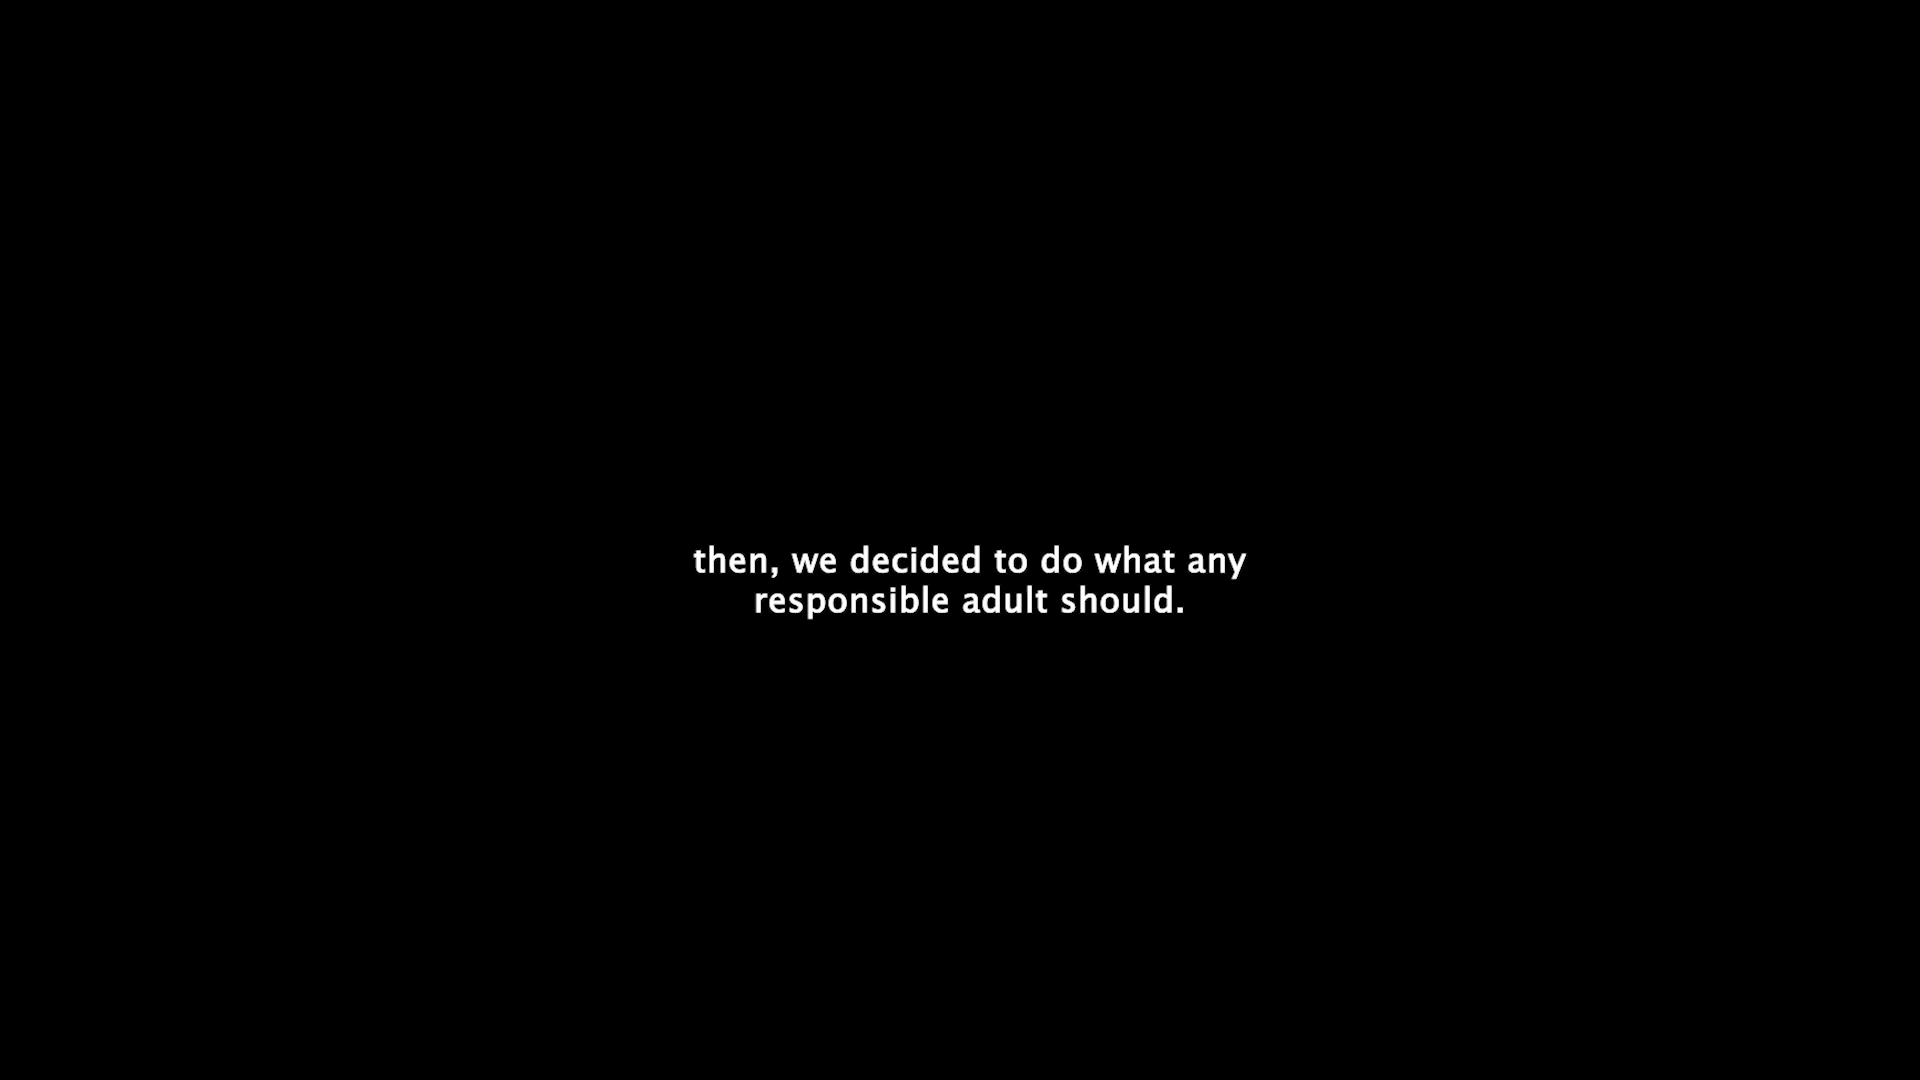 then, we decided to do what any
responsible adult should.